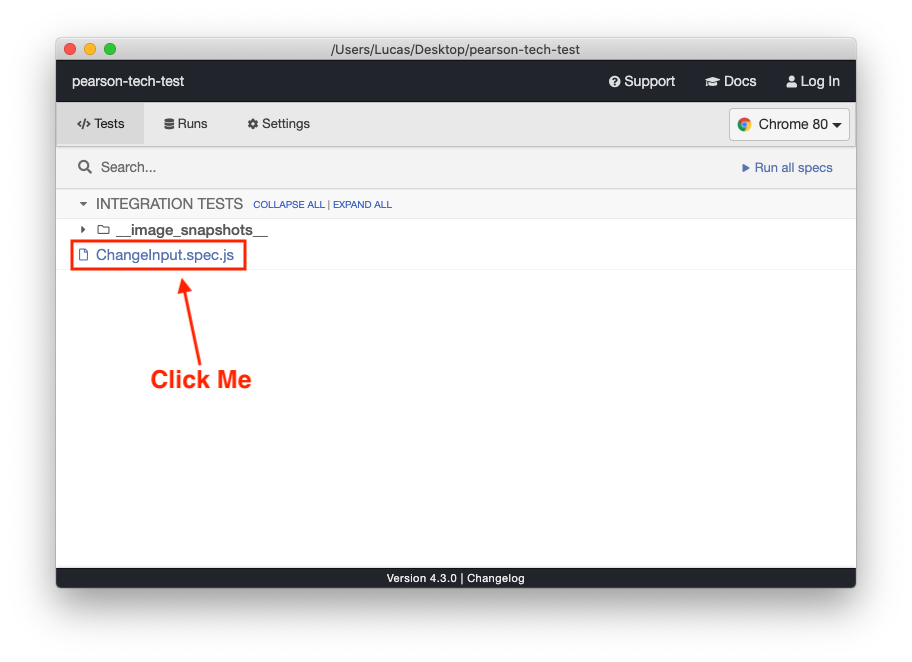 /Users/Lucas/Desktop/pearson-tech-test
pearson-tech-test Support Docs Log In
</> Tests Runs Settings Chrome 80
Search... Run all specs
INTEGRATION TESTS COLLAPSE ALL | EXPAND ALL
__image_snapshots__
ChangeInput.spec.js
Click Me
Version 4.3.0 | Changelog